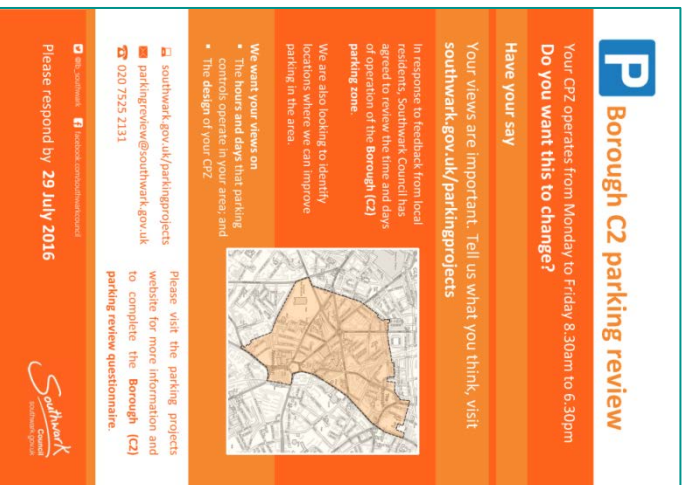 P Borough C2 parking review
Your CPZ operates from Monday to Friday 8.30am to 6.30pm
Do you want this to change?
Have your say
Your views are important. Tell us what you think, visit
southwark.gov.uk/parkingprojects
In response to feedback from local
residents, Southwark Council has
agreed to review the time and days
of operation of the Borough (C2)
parking zone.
We are also looking to identify
locations where we can improve
parking in the area.
We want your views on
• The hours and days that parking
controls operate in your area; and
• The design of your CPZ
southwark.gov.uk/parkingprojects
parkingreview@southwark.gov.uk
020 7525 2131
Please visit the parking projects
website for more information and
to complete the Borough (C2)
parking review questionnaire.
@lb_southwark facebook.com/southwarkcouncil
Please respond by 29 July 2016
Southwark
Council
southwark.gov.uk